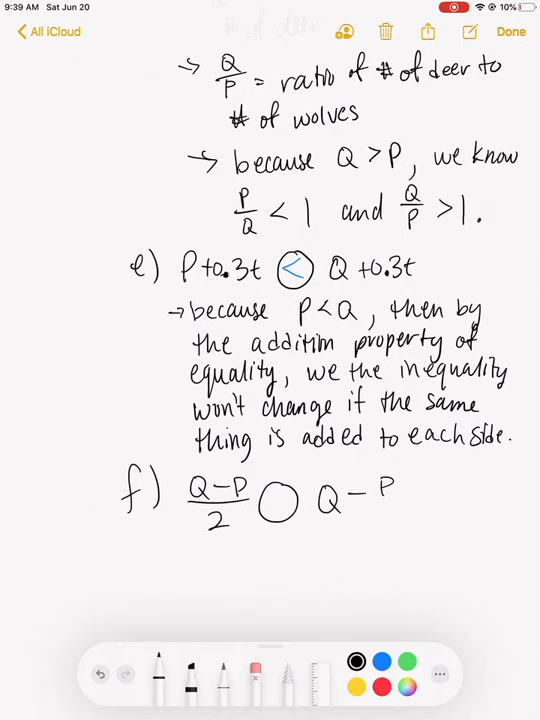 9:39 AM Sat Jun 20
10%
All iCloud
Done
# of deer
→ Q/P = ratio of # of deer to
# of wolves
→ because Q > P, we know
P/Q < 1 and Q/P > 1.
e) P+0.3t < Q+0.3t
→ because P<Q, then by
the addition property of
equality, we the inequality
won't change if the same
thing is added to each side.
f) Q-P/2 ○ Q - P